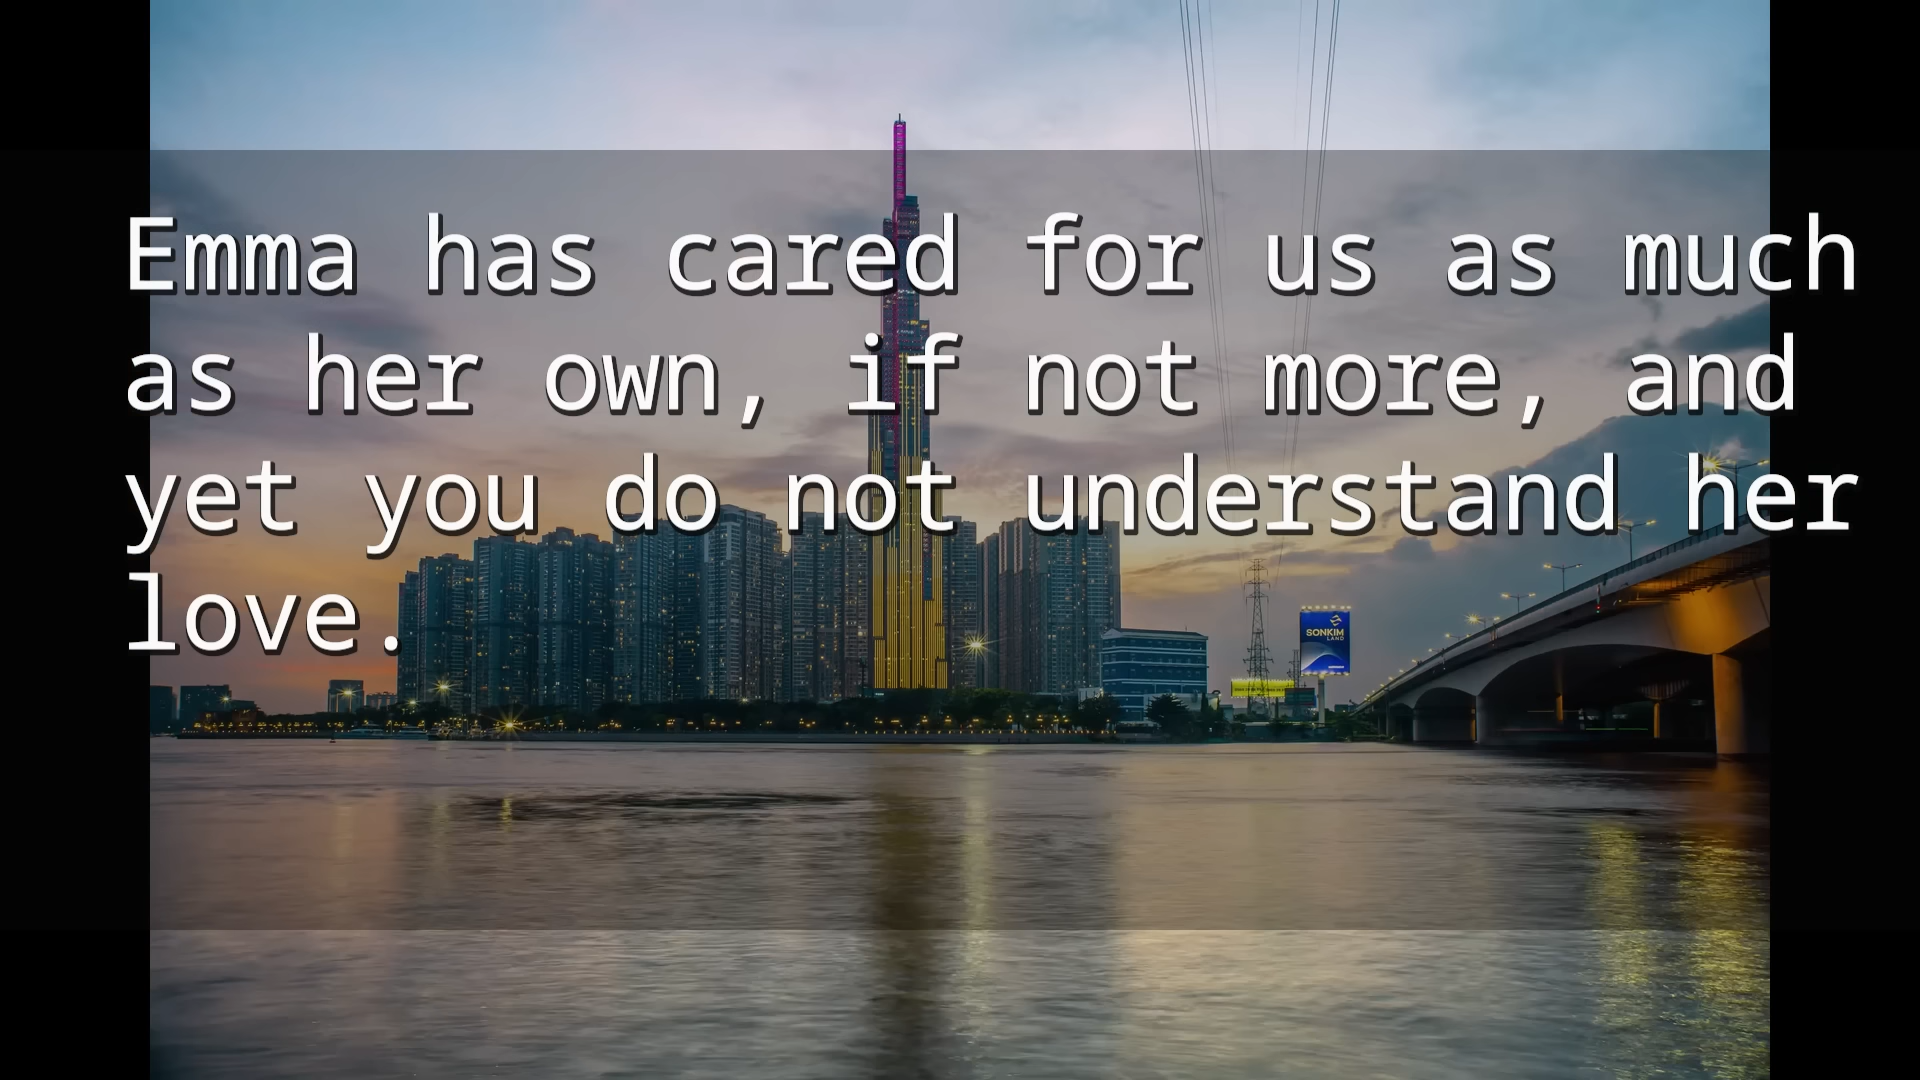 Emma has cared for us as much
as her own, if not more, and
yet you do not understand her
love.
SONKIM
LAND